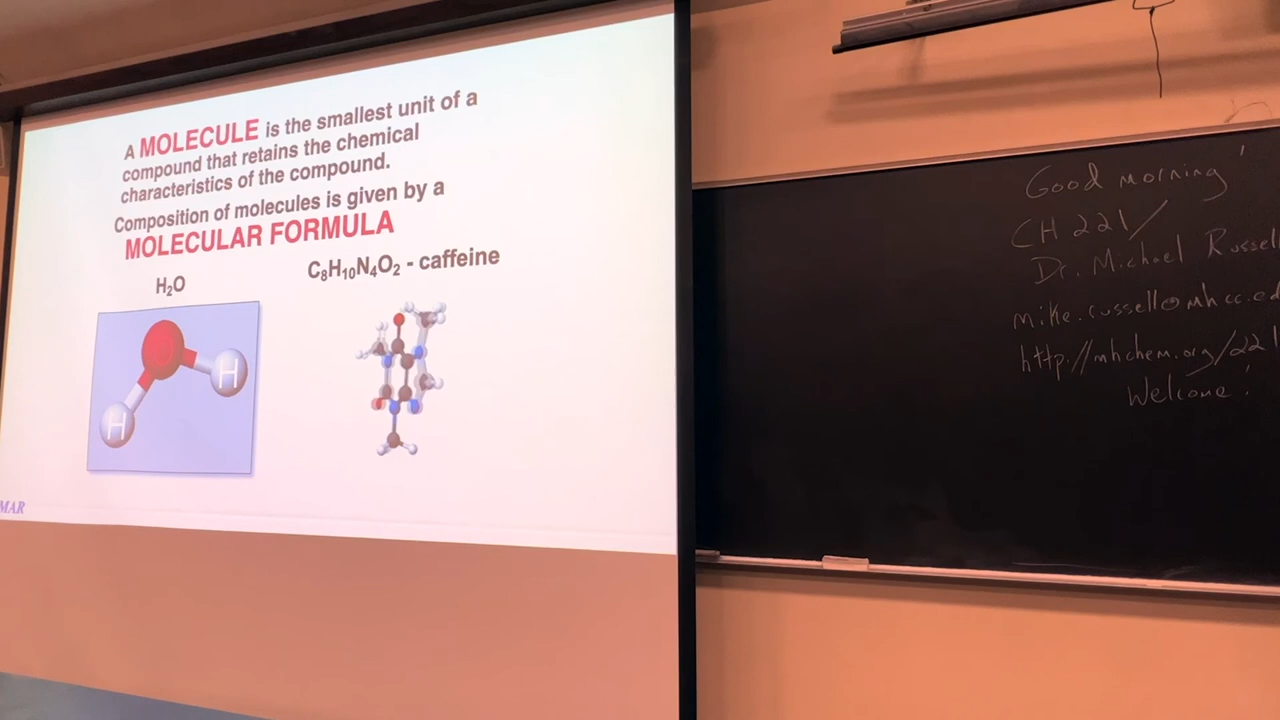 A MOLECULE is the smallest unit of a
compound that retains the chemical
characteristics of the compound.
Composition of molecules is given by a
MOLECULAR FORMULA
H₂O
C₈H₁₀N₄O₂ - caffeine
O
H
H
MAR
Good morning!
CH 221/
Dr. Michael Russell
mike.russell@mhcc.ed
http://mhchem.org/221
Welcome!